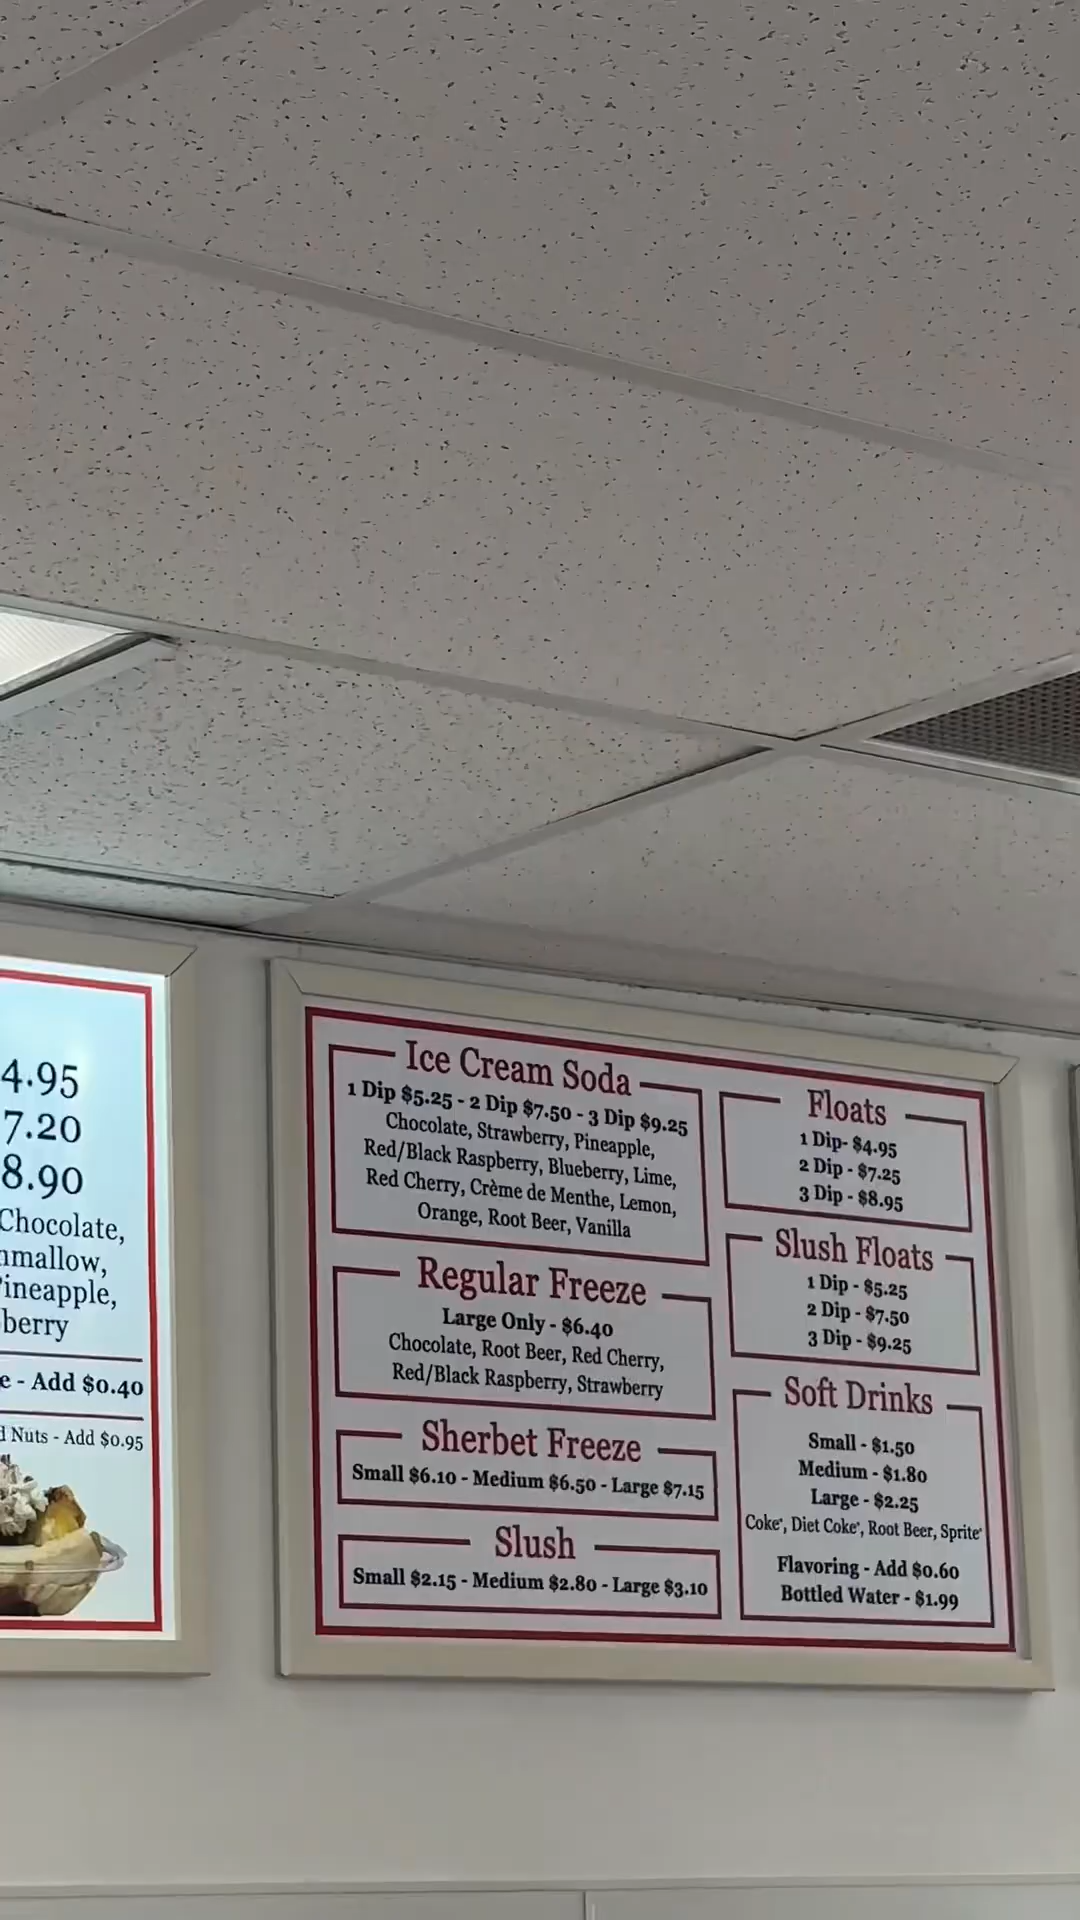 4.95
7.20
8.90
Chocolate,
berry
- Add $0.40
Nuts - Add $0.95
Ice Cream Soda
1 Dip $5.25 - 2 Dip $7.50 - 3 Dip $9.25
Chocolate, Strawberry, Pineapple,
Red/Black Raspberry, Blueberry, Lime,
Red Cherry, Crème de Menthe, Lemon,
Orange, Root Beer, Vanilla
Regular Freeze
Large Only - $6.40
Chocolate, Root Beer, Red Cherry,
Red/Black Raspberry, Strawberry
Sherbet Freeze
Small $6.10 - Medium $6.50 - Large $7.15
Slush
Small $2.15 - Medium $2.80 - Large $3.10
Floats
1 Dip- $4.95
2 Dip - $7.25
3 Dip - $8.95
Slush Floats
1 Dip - $5.25
2 Dip - $7.50
3 Dip - $9.25
Soft Drinks
Small - $1.50
Medium - $1.80
Large - $2.25
Coke, Diet Coke, Root Beer, Sprite
Flavoring - Add $0.60
Bottled Water - $1.99